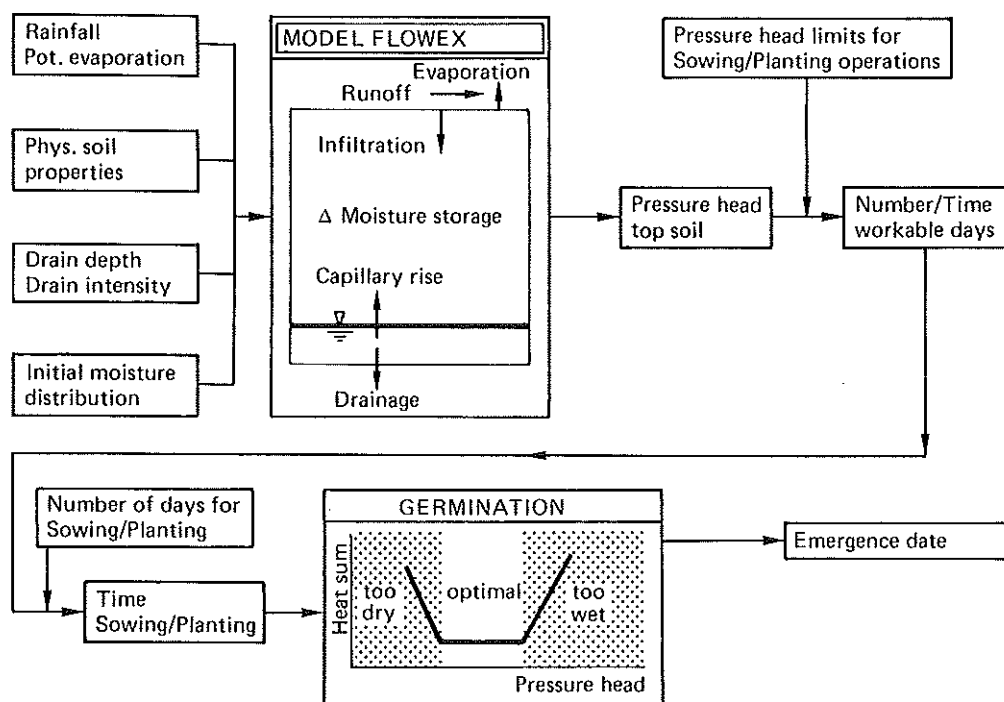 Rainfall
Pot. evaporation
Phys. soil
properties
Drain depth
Drain intensity
Initial moisture
distribution
MODEL FLOWEX
Evaporation
Runoff
Infiltration
Δ Moisture storage
Capillary rise
Drainage
Pressure head limits for
Sowing/Planting operations
Pressure head
top soil
Number/Time
workable days
Number of days for
Sowing/Planting
Time
Sowing/Planting
GERMINATION
Heat sum
too
dry
optimal
too
wet
Pressure head
Emergence date